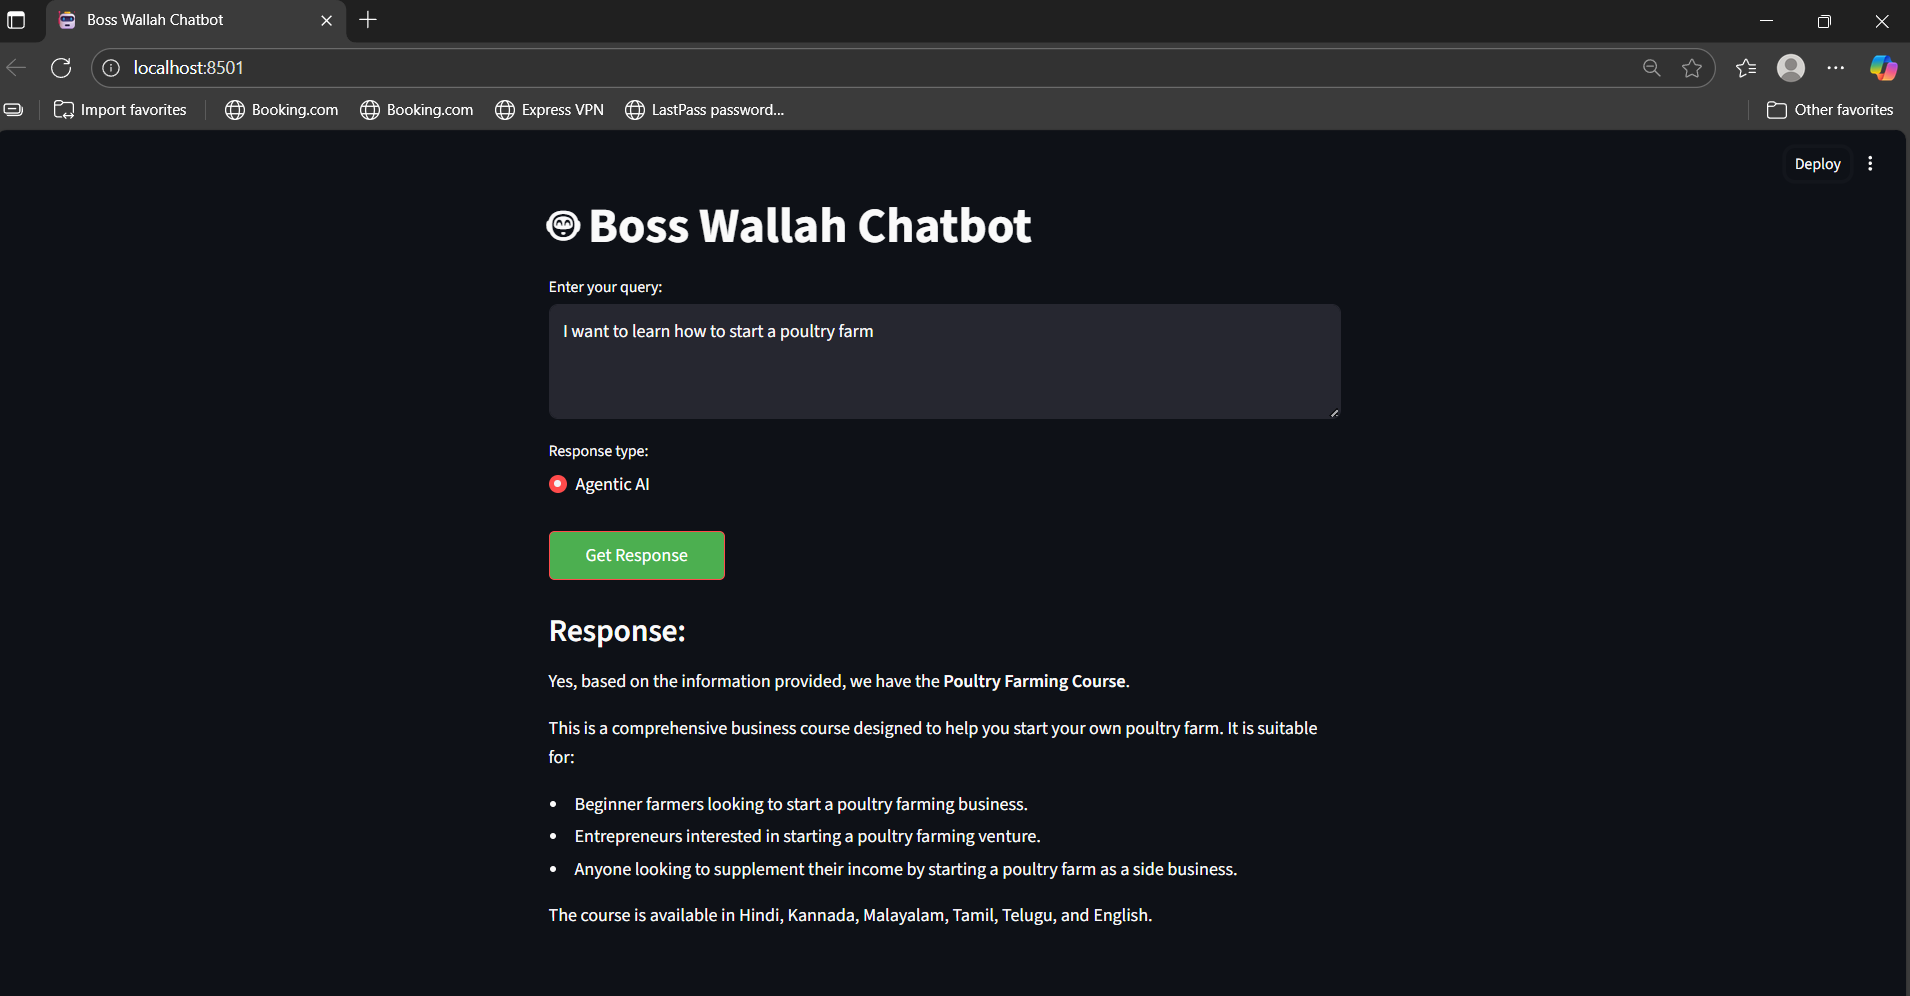 Boss Wallah Chatbot
localhost:8501
Import favorites
Booking.com
Booking.com
Express VPN
LastPass password...
Other favorites
Deploy
Boss Wallah Chatbot
Enter your query:
I want to learn how to start a poultry farm
Response type:
Agentic AI
Get Response
Response:
Yes, based on the information provided, we have the Poultry Farming Course.
This is a comprehensive business course designed to help you start your own poultry farm. It is suitable
for:
• Beginner farmers looking to start a poultry farming business.
• Entrepreneurs interested in starting a poultry farming venture.
• Anyone looking to supplement their income by starting a poultry farm as a side business.
The course is available in Hindi, Kannada, Malayalam, Tamil, Telugu, and English.